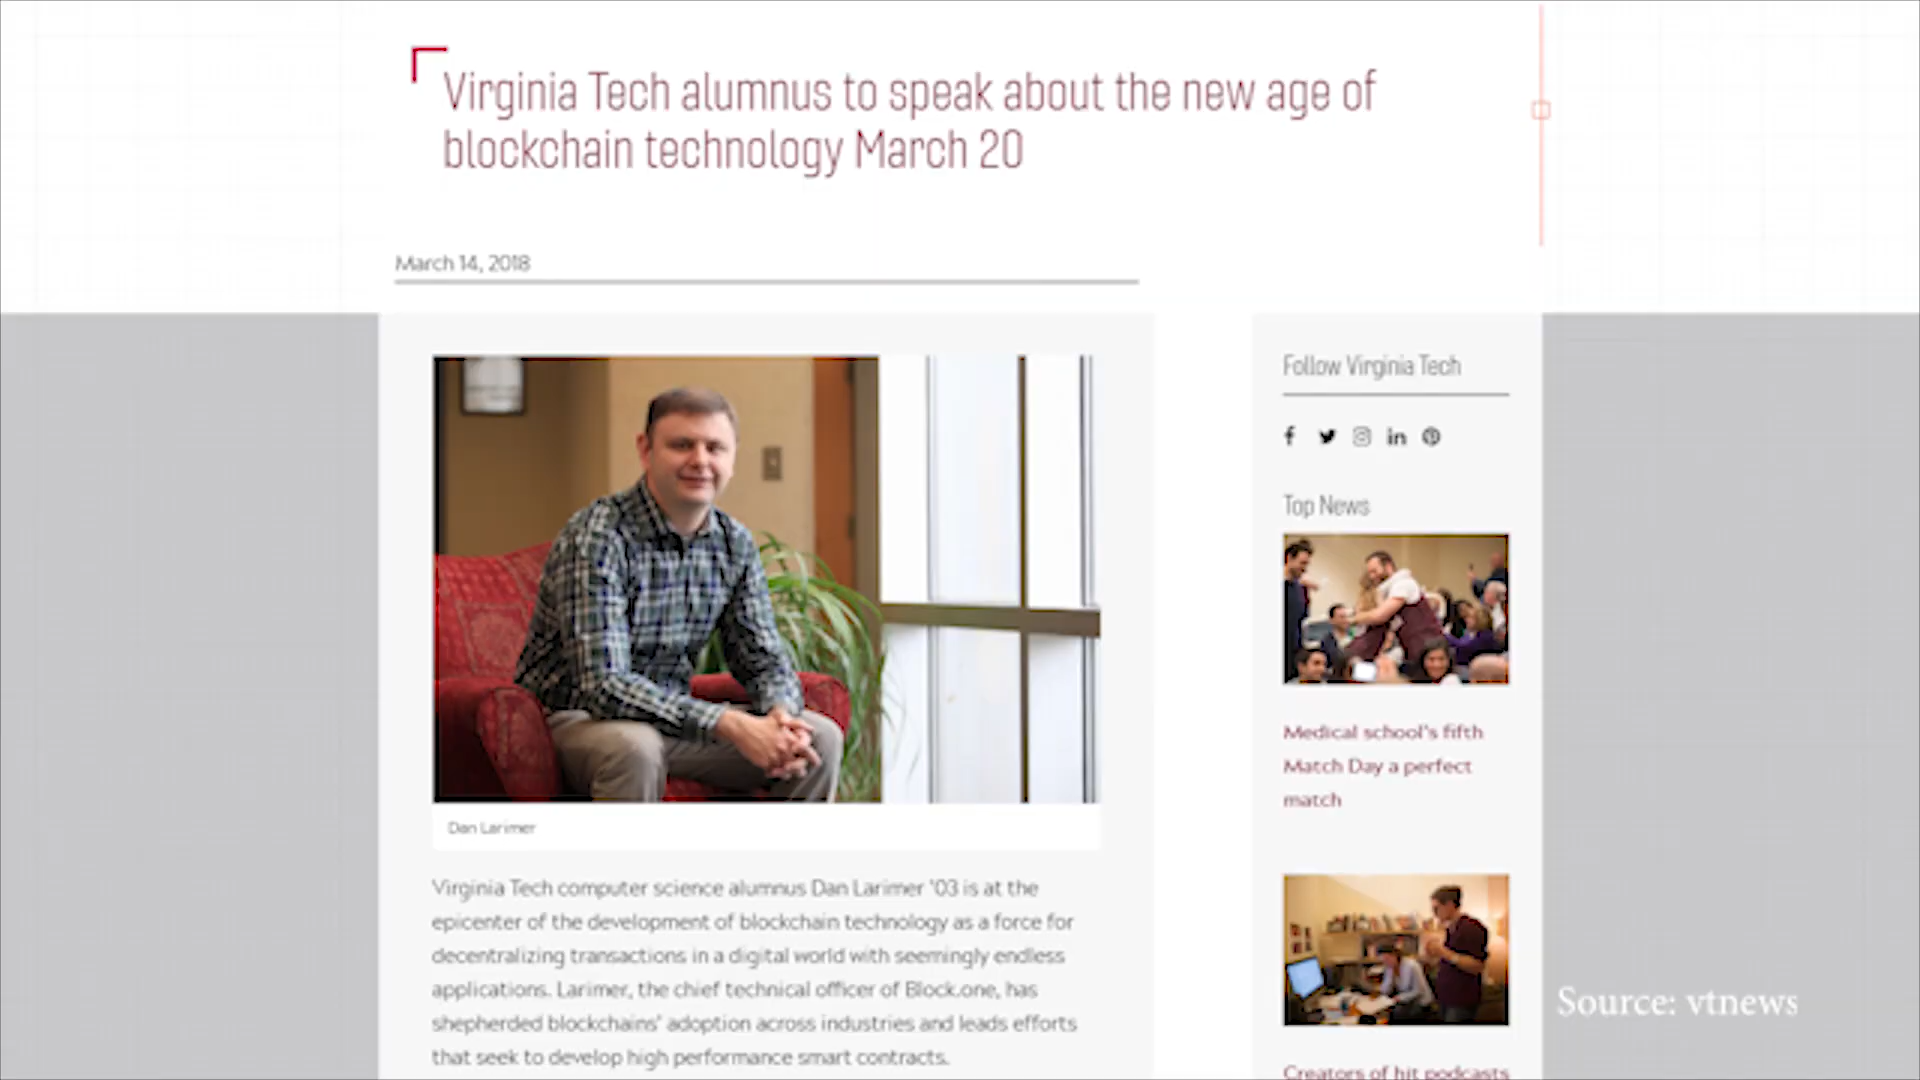 Virginia Tech alumnus to speak about the new age of
blockchain technology March 20
March 14, 2018
Dan Larimer
Virginia Tech computer science alumnus Dan Larimer '03 is at the
epicenter of the development of blockchain technology as a force for
decentralizing transactions in a digital world with seemingly endless
applications. Larimer, the chief technical officer of Block.one, has
shepherded blockchains' adoption across industries and leads efforts
that seek to develop high performance smart contracts.
Follow Virginia Tech
Top News
Medical school's fifth
Match Day a perfect
match
Creators of hit podcasts
Source: vtnews